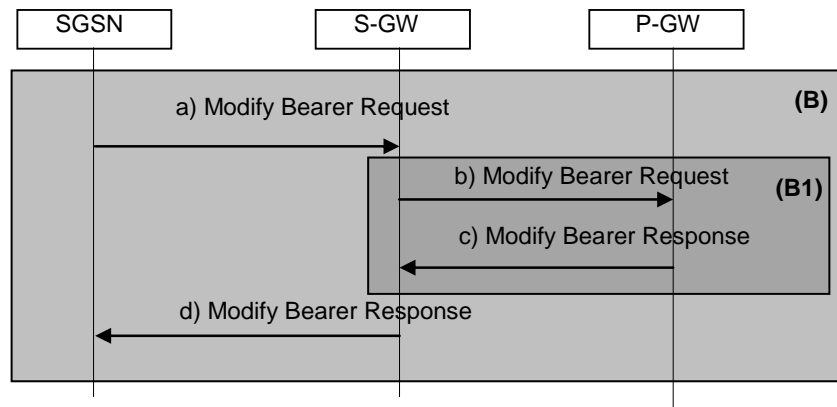 SGSN
S-GW
P-GW
(B)
a) Modify Bearer Request
b) Modify Bearer Request
(B1)
c) Modify Bearer Response
d) Modify Bearer Response